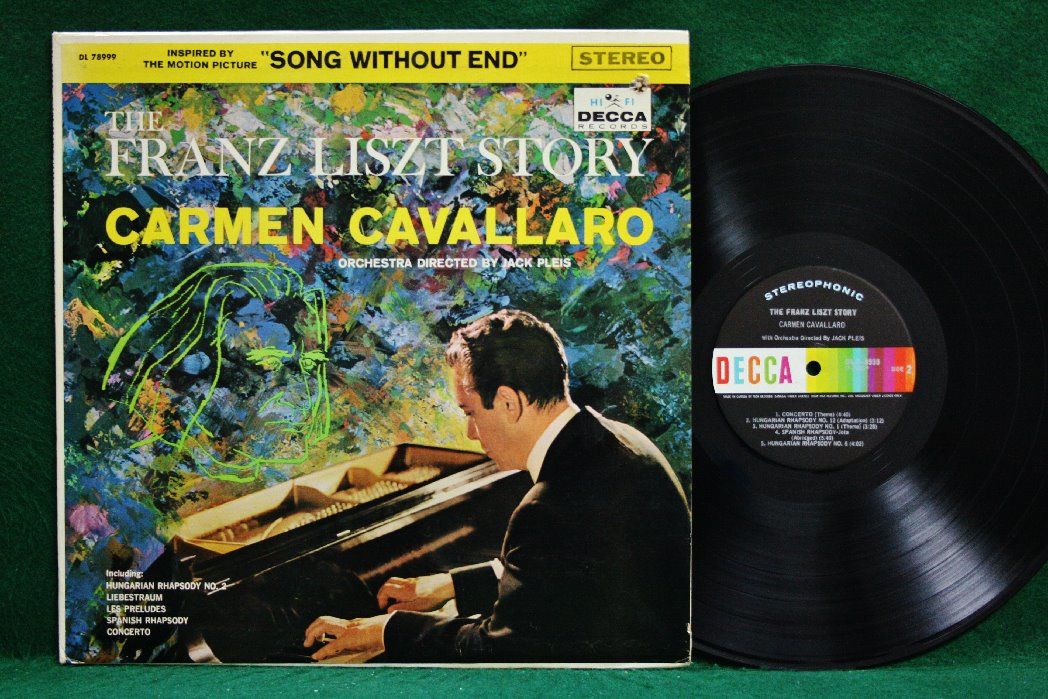 DL 78999
INSPIRED BY
THE MOTION PICTURE "SONG WITHOUT END"
STEREO
HI FI
DECCA
RECORDS
THE
FRANZ LISZT STORY
CARMEN CAVALLARO
ORCHESTRA DIRECTED BY JACK PLEIS
Including:
HUNGARIAN RHAPSODY NO. 2
LIEBESTRAUM
LES PRELUDES
SPANISH RHAPSODY
CONCERTO
STEREOPHONIC
THE FRANZ LISZT STORY
CARMEN CAVALLARO
With Orchestra Directed By JACK PLEIS
DECCA
SIDE 2
1. CONCERTO (Theme) (4:40)
2. HUNGARIAN RHAPSODY NO. 12 (Adaptation) (3:12)
3. HUNGARIAN RHAPSODY NO. 1 (Theme) (3:28)
4. SPANISH RHAPSODY-Jota
(Abridged) (5:40)
5. HUNGARIAN RHAPSODY NO. 6 (4:02)